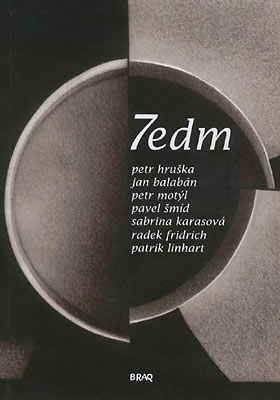 7edm
petr hruška
jan balabán
petr motýl
pavel šmíd
sabrina karasová
radek fridrich
patrik linhart
BRAQ